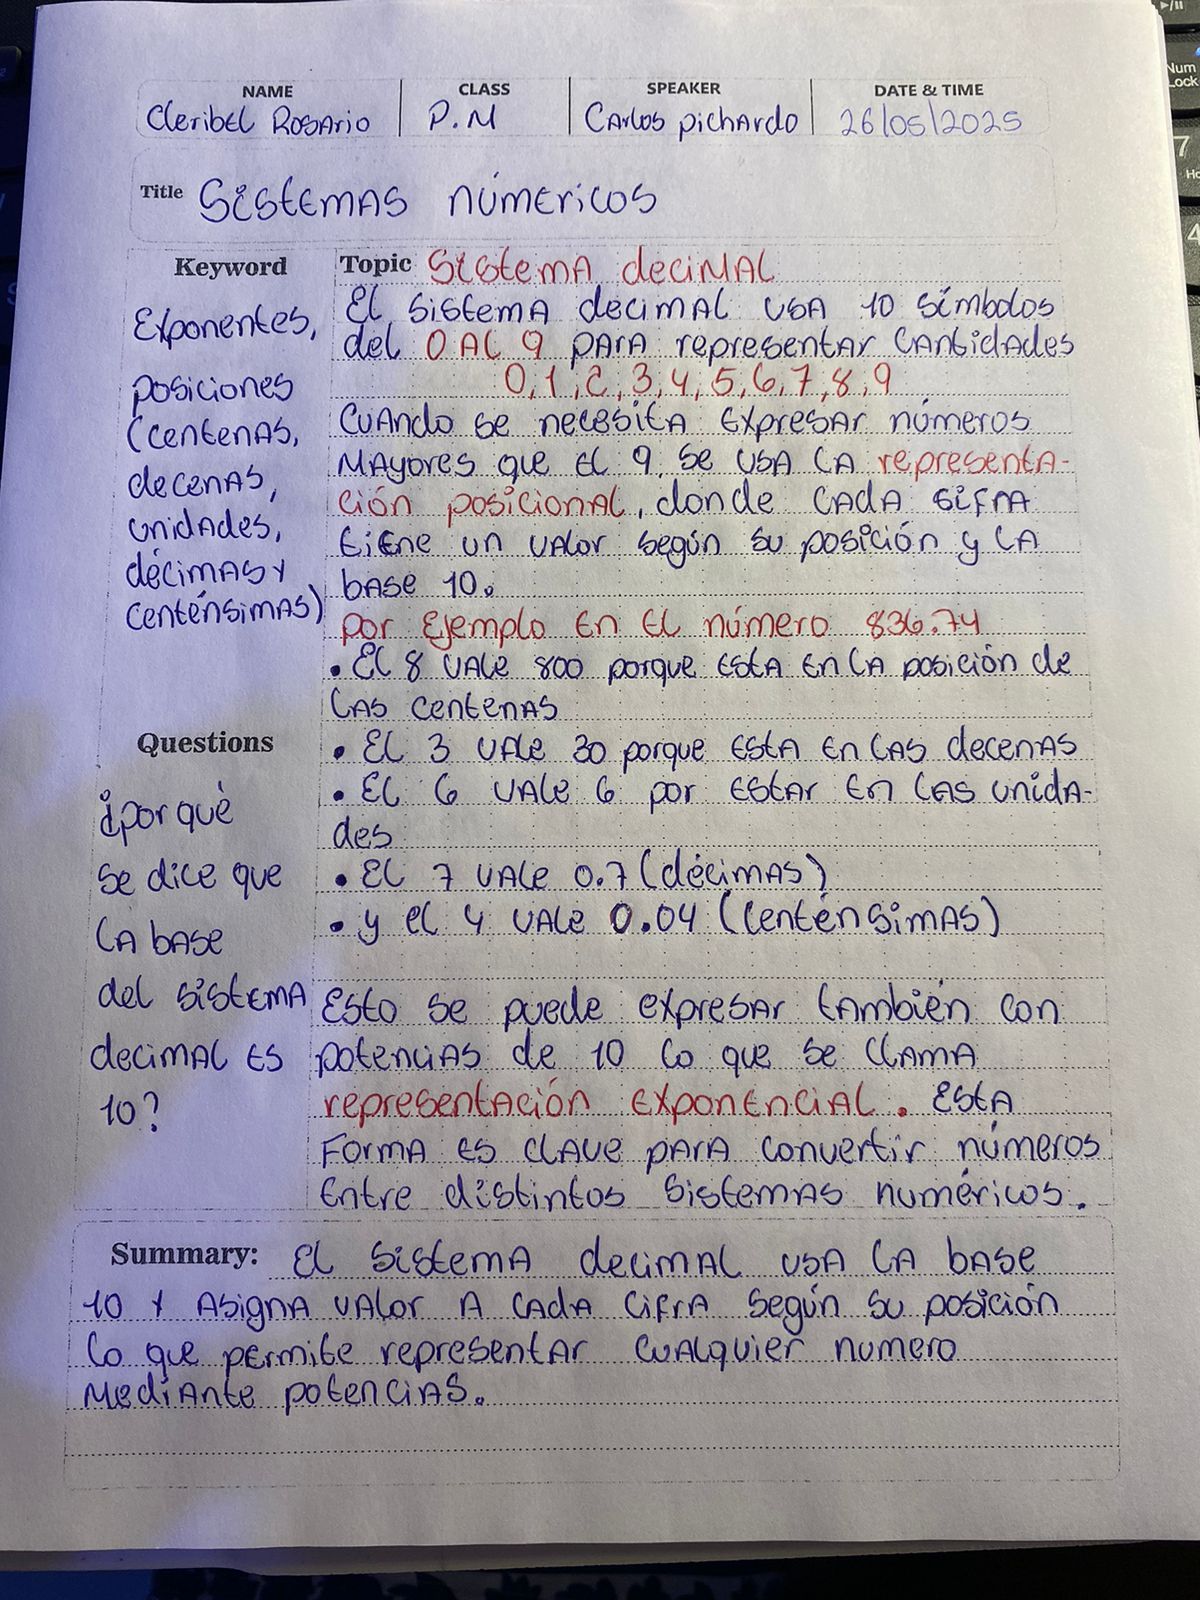 NAME CLASS SPEAKER DATE & TIME
Cleribel Rosario P.M Carlos pichardo 26/05/2025
Title Sistemas númericos
Keyword
Exponentes,
posiciones
(centenas,
decenas,
unidades,
décimas y
centénsimas)
Topic Sistema decimal
El sistema decimal usa 10 símbolos
del 0 al 9 para representar cantidades
0,1,2,3,4,5,6,7,8,9
Cuando se necesita expresar números
mayores que el 9, se usa la representa-
ción posicional, donde cada sifra
tiene un valor según su posición y la
base 10.
por ejemplo en el número 836.74
• El 8 vale 800 porque esta en la posición de
las centenas
• El 3 vale 30 porque esta en las decenas
• El 6 vale 6 por estar en las unida-
des
• El 7 vale 0.7 (décimas)
• y el 4 vale 0.04 (centénsimas)
Esto se puede expresar también con
potencias de 10 lo que se llama
representación exponencial. Esta
forma es clave para convertir números
entre distintos sistemas numéricos.
Questions
¿por qué
se dice que
la base
del sistema
decimal es
10?
Summary: El sistema decimal usa la base
10 y asigna valor a cada cifra según su posición
lo que permite representar cualquier numero
mediante potencias.